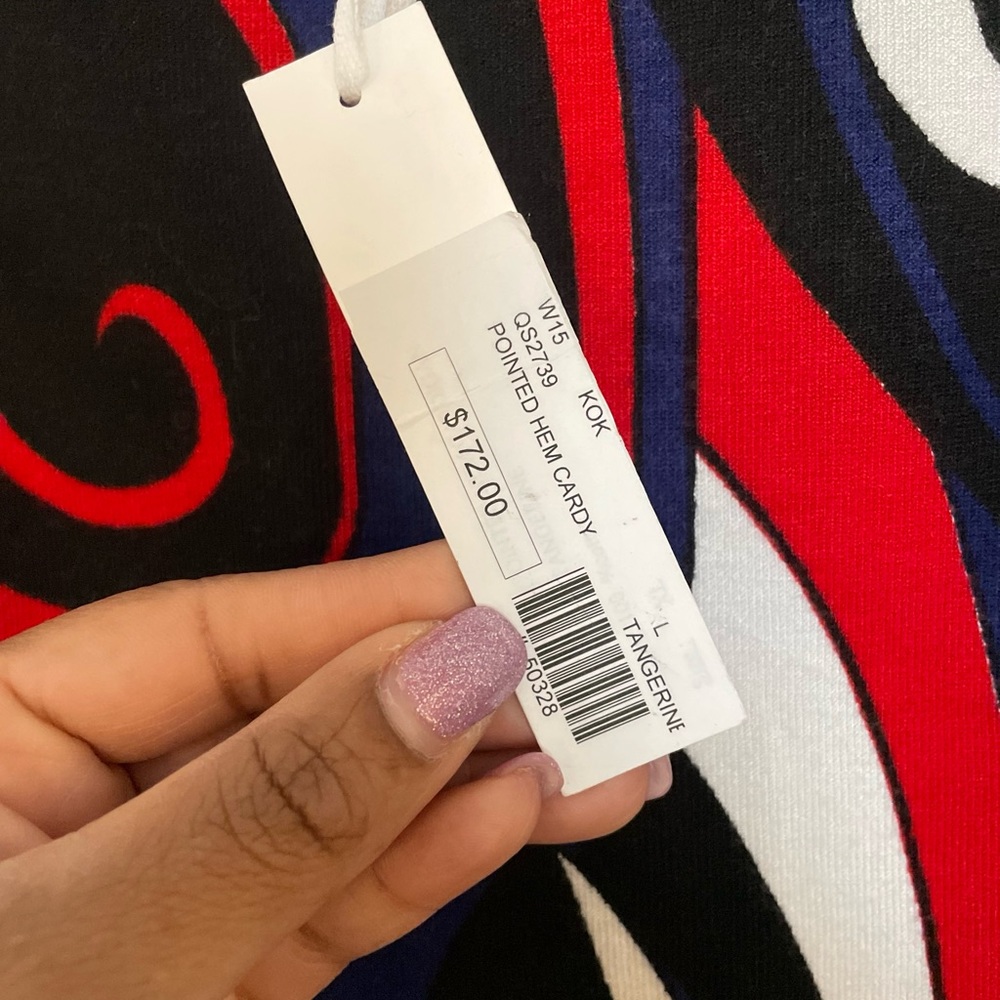 W15 KOK
QS2739
POINTED HEM CARDY
$172.00
TANGERINE
50328